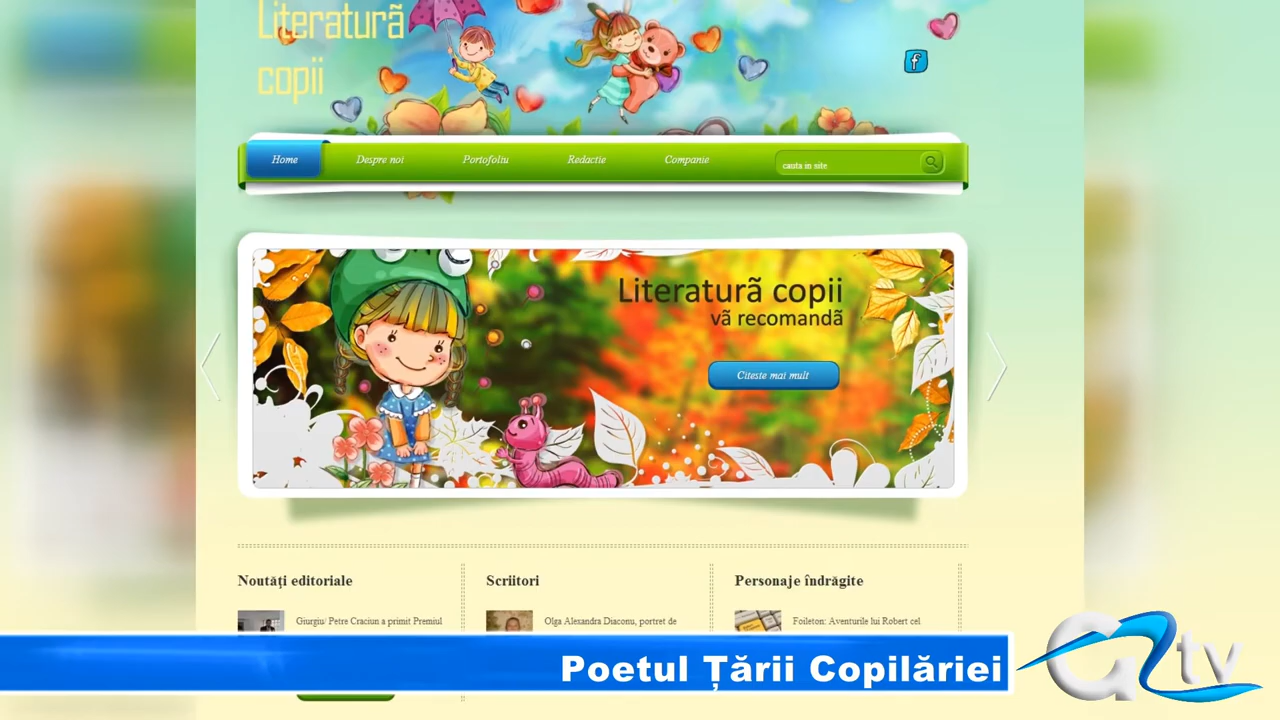 Literatură
copii
f
Home
Despre noi
Portofoliu
Redactie
Companie
cauta in site
Literatură copii
vă recomandă
Citeste mai mult
Noutăţi editoriale
Scriitori
Personaje îndrăgite
Giurgiu/ Petre Craciun a primit Premiul
Olga Alexandra Diaconu, portret de
Foileton: Aventurile lui Robert cel
Poetul Țării Copilăriei
tv